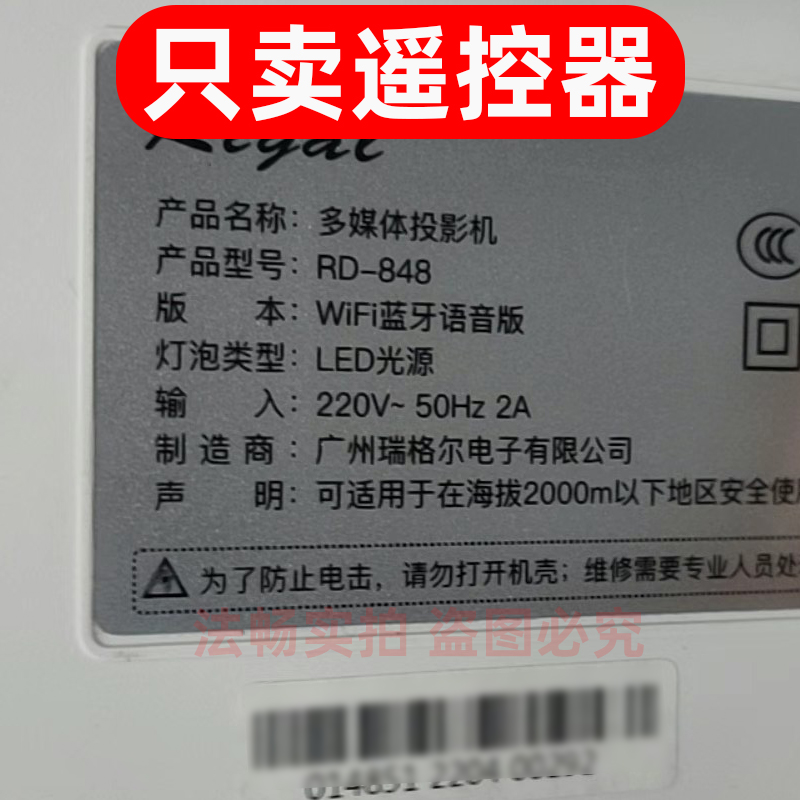 只卖遥控器
产品名称：多媒体投影机
产品型号：RD-848
版 本：WiFi蓝牙语音版
灯泡类型：LED光源
输 入：220V~ 50Hz 2A
制 造 商：广州瑞格尔电子有限公司
声 明：可适用于在海拔2000m以下地区安全使
为了防止电击，请勿打开机壳；维修需要专业人员处
法畅实拍 盗图必究
014851 2204 00292